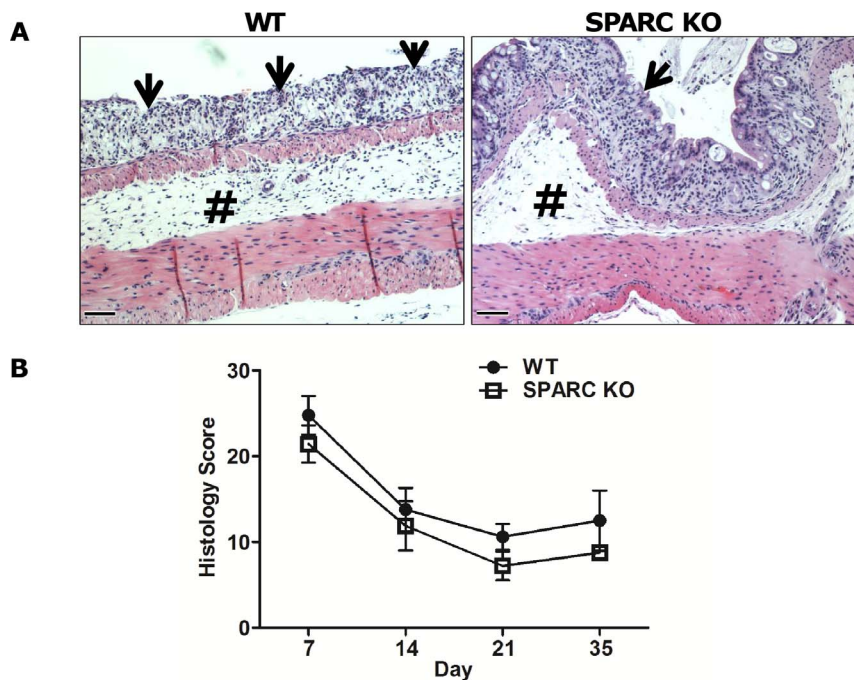 A
WT
SPARC KO
#
#
B
WT
SPARC KO
30
20
10
0
Histology Score
7 14 21 35
Day